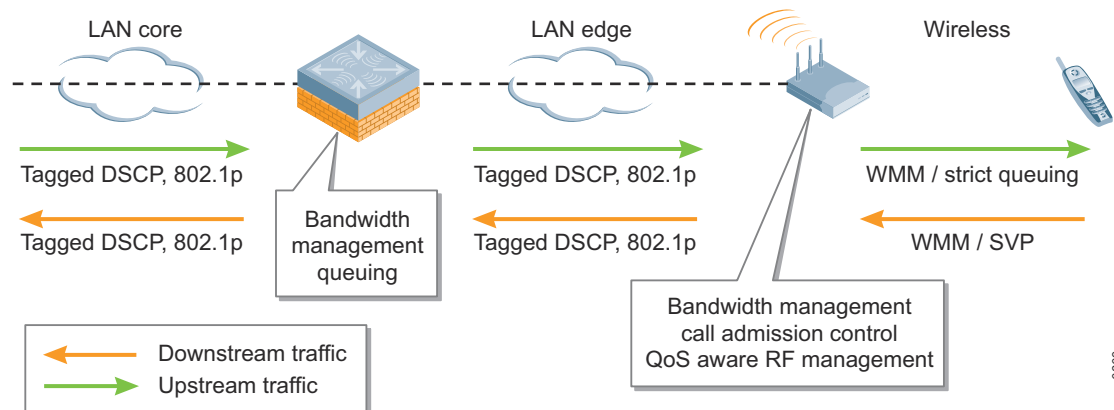 LAN core
LAN edge
Wireless
Tagged DSCP, 802.1p
Tagged DSCP, 802.1p
WMM / strict queuing
Tagged DSCP, 802.1p
Tagged DSCP, 802.1p
WMM / SVP
Bandwidth
management
queuing
Bandwidth management
call admission control
QoS aware RF management
Downstream traffic
Upstream traffic